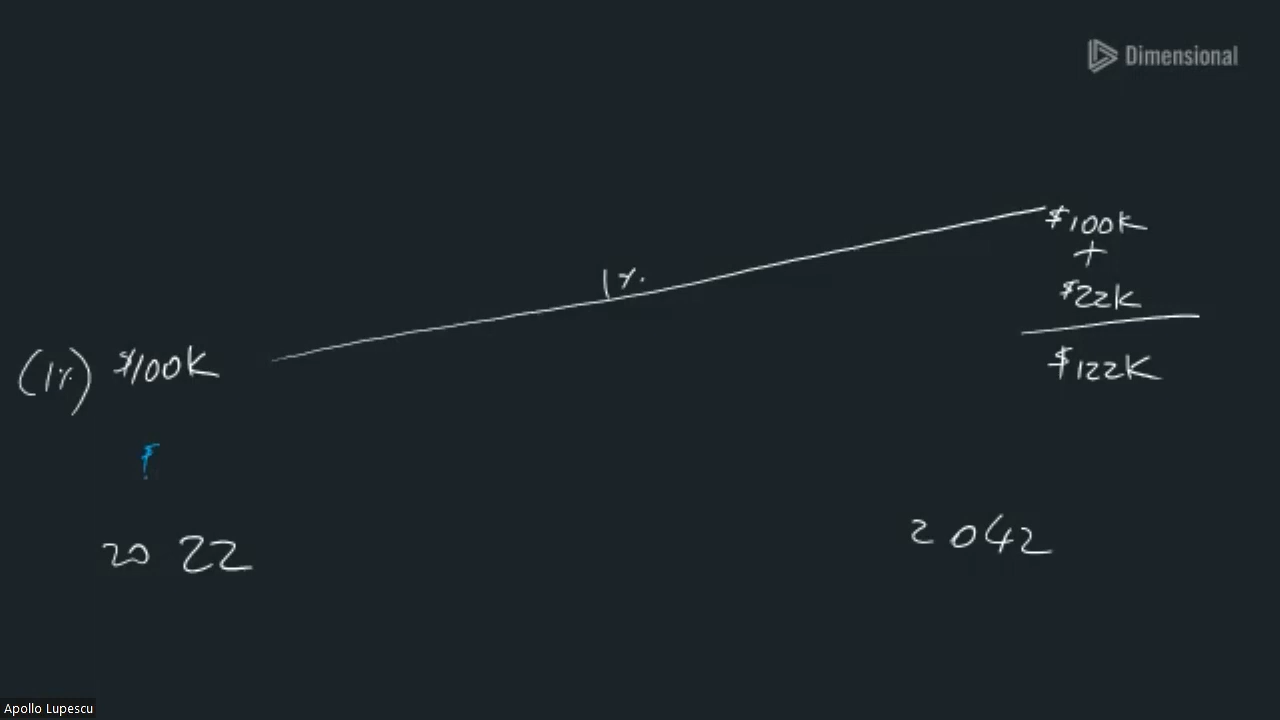 Dimensional
$100K
+
$22K
$122K
1%
(1%) $100K
$
2022
2042
Apollo Lupescu